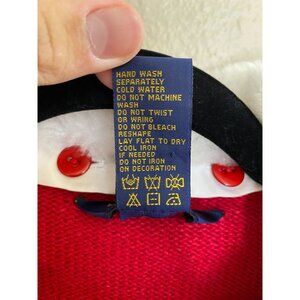 HAND WASH
SEPARATELY
COLD WATER
DO NOT MACHINE
WASH
DO NOT TWIST
OR WRING
DO NOT BLEACH
RESHAPE
LAY FLAT TO DRY
COOL IRON
IF NEEDED
DO NOT IRON
ON DECORATION